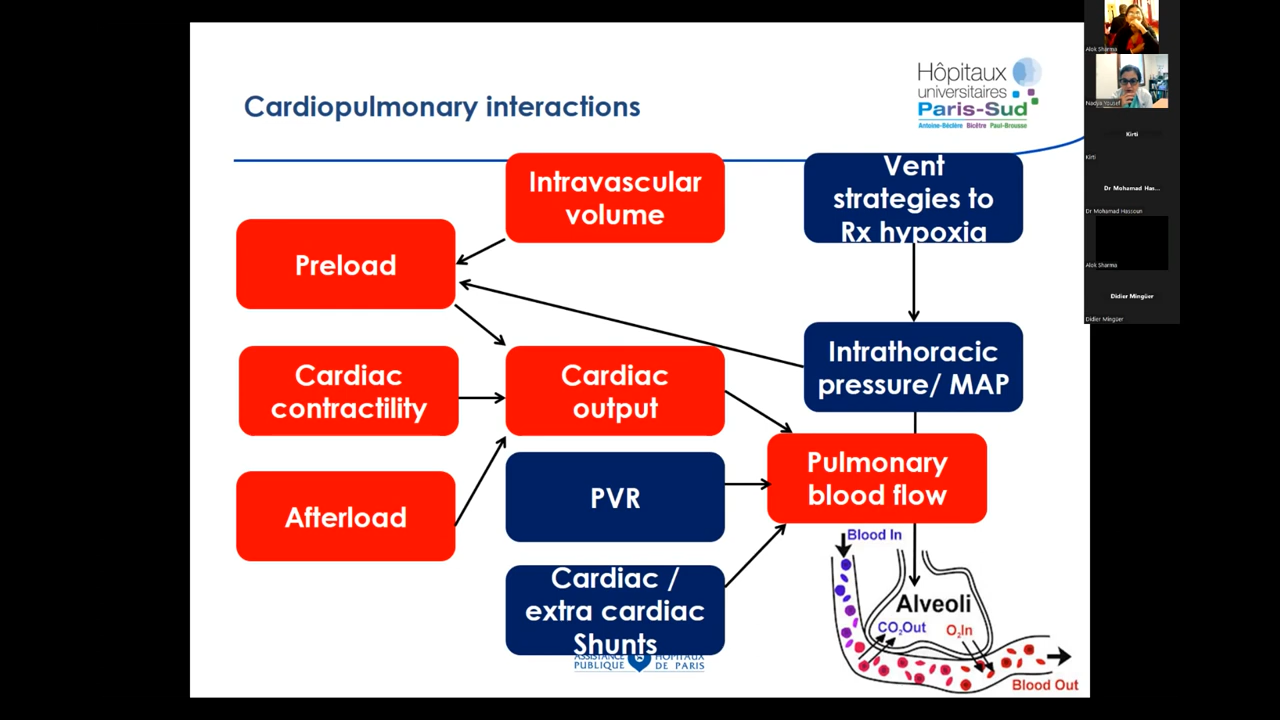 Cardiopulmonary interactions
Hôpitaux
universitaires
Paris-Sud
Antoine-Béclère Bicêtre Paul-Brousse
Intravascular
volume
Vent
strategies to
Rx hypoxia
Preload
Intrathoracic
pressure/ MAP
Cardiac
contractility
Cardiac
output
Pulmonary
blood flow
PVR
Afterload
Cardiac /
extra cardiac
Shunts
ASSISTANCE
PUBLIQUE
HÔPITAUX
DE PARIS
Blood In
Alveoli
CO2Out
O2In
Blood Out
Alok Sharma
Nadya Yousef
Kirti
Kirti
Dr Mohamad Has...
Dr Mohamad Hassoun
Alok Sharma
Didier Mingüer
Didier Mingüer